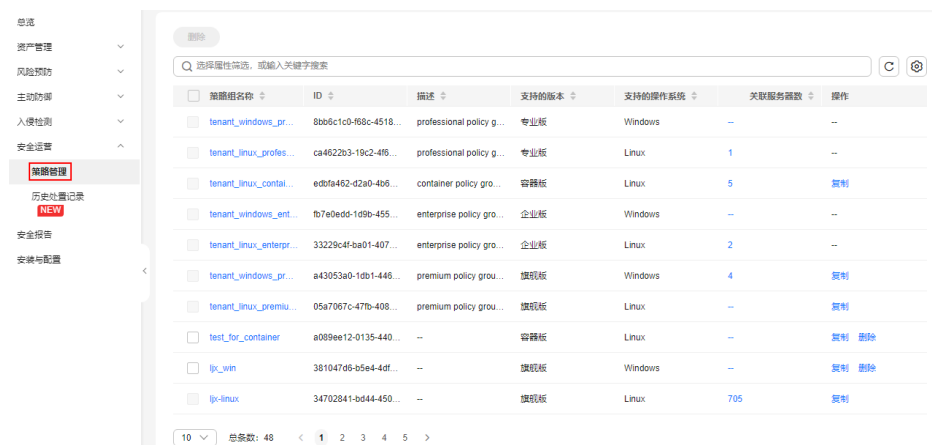 总览
资产管理
风险预防
主动防御
入侵检测
安全运营
策略管理
历史处置记录
NEW
安全报告
安装与配置
删除
选择属性筛选，或输入关键字搜索
策略组名称 ID 描述 支持的版本 支持的操作系统 关联服务器数 操作
tenant_windows_pr... 8bb6c1c0-f68c-4518... professional policy g... 专业版 Windows -- --
tenant_linux_profes... ca4622b3-19c2-4f6... professional policy g... 专业版 Linux 1 --
tenant_linux_contai... edbfa462-d2a0-4b6... container policy gro... 容器版 Linux 5 复制
tenant_windows_ent... fb7e0edd-1d9b-455... enterprise policy gro... 企业版 Windows -- --
tenant_linux_enterpr... 33229c4f-ba01-407... enterprise policy gro... 企业版 Linux 2 --
tenant_windows_pr... a43053a0-1db1-446... premium policy grou... 旗舰版 Windows 4 复制
tenant_linux_premiu... 05a7067c-47fb-408... premium policy grou... 旗舰版 Linux -- 复制
test_for_container a089ee12-0135-440... -- 容器版 Linux -- 复制 删除
ljx_win 381047d6-b5e4-4df... -- 旗舰版 Windows -- 复制 删除
ljx-linux 34702841-bd44-450... -- 旗舰版 Linux 705 复制
10 总条数：48 < 1 2 3 4 5 >